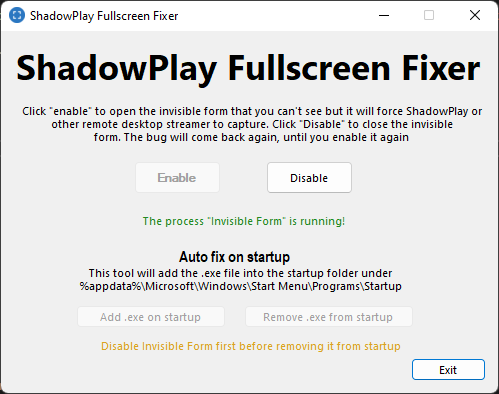 ShadowPlay Fullscreen Fixer
ShadowPlay Fullscreen Fixer
Click "enable" to open the invisible form that you can't see but it will force ShadowPlay or
other remote desktop streamer to capture. Click "Disable" to close the invisible
form. The bug will come back again, until you enable it again
Enable Disable
The process "Invisible Form" is running!
Auto fix on startup
This tool will add the .exe file into the startup folder under
%appdata%\Microsoft\Windows\Start Menu\Programs\Startup
Add .exe on startup Remove .exe from startup
Disable Invisible Form first before removing it from startup
Exit